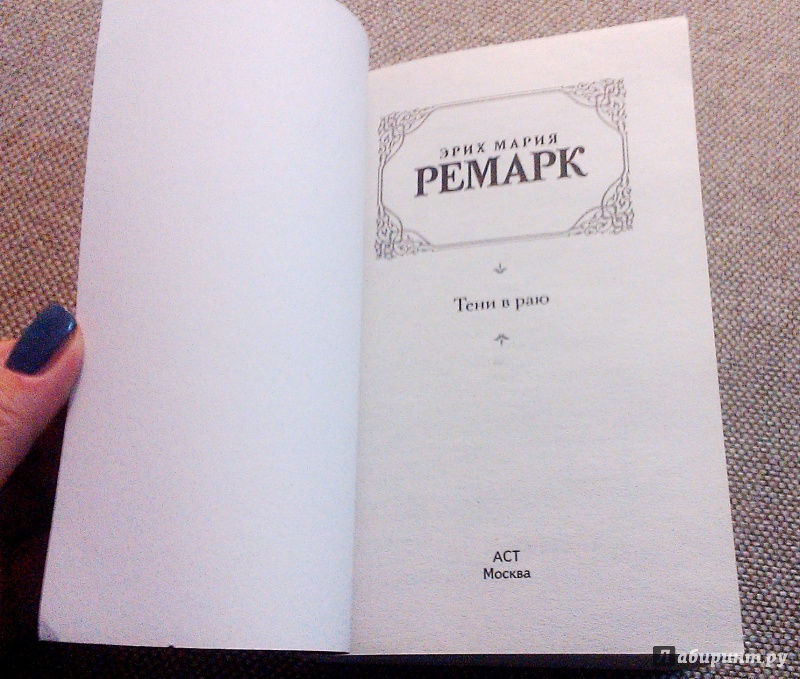 ЭРИХ МАРИЯ
РЕМАРК
Тени в раю
АСТ
Москва
Лабиринт.ру